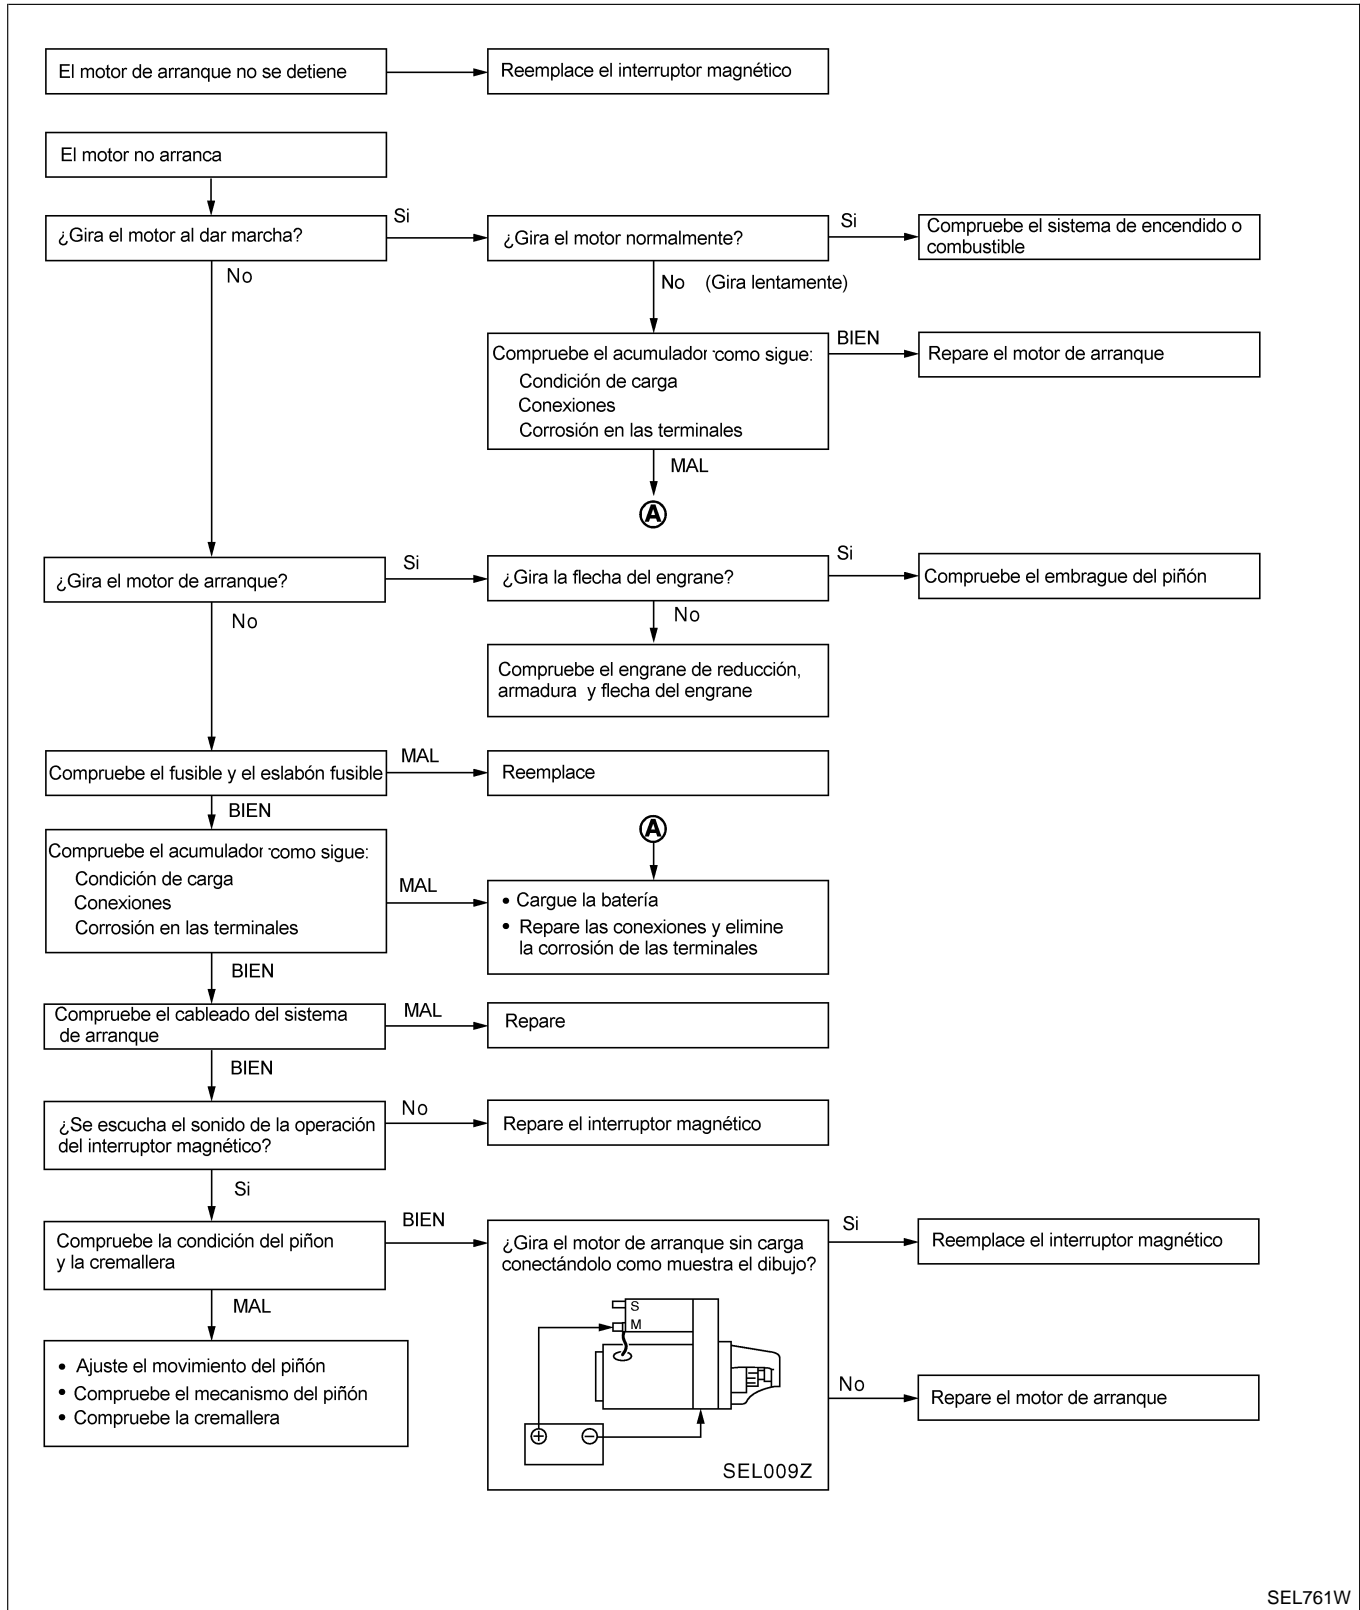 El motor de arranque no se detiene
Reemplace el interruptor magnético
El motor no arranca
¿Gira el motor al dar marcha?
Si
¿Gira el motor normalmente?
Si
Compruebe el sistema de encendido o
combustible
No
No (Gira lentamente)
Compruebe el acumulador como sigue:
Condición de carga
Conexiones
Corrosión en las terminales
BIEN
Repare el motor de arranque
MAL
A
¿Gira el motor de arranque?
Si
¿Gira la flecha del engrane?
Si
Compruebe el embrague del piñón
No
No
Compruebe el engrane de reducción,
armadura y flecha del engrane
Compruebe el fusible y el eslabón fusible
MAL
Reemplace
BIEN
A
Compruebe el acumulador como sigue:
Condición de carga
Conexiones
Corrosión en las terminales
MAL
• Cargue la batería
• Repare las conexiones y elimine
la corrosión de las terminales
BIEN
Compruebe el cableado del sistema
de arranque
MAL
Repare
BIEN
¿Se escucha el sonido de la operación
del interruptor magnético?
No
Repare el interruptor magnético
Si
Compruebe la condición del piñon
y la cremallera
BIEN
¿Gira el motor de arranque sin carga
conectándolo como muestra el dibujo?
Si
Reemplace el interruptor magnético
S
M
MAL
• Ajuste el movimiento del piñón
• Compruebe el mecanismo del piñón
• Compruebe la cremallera
No
Repare el motor de arranque
+ −
SEL009Z
SEL761W